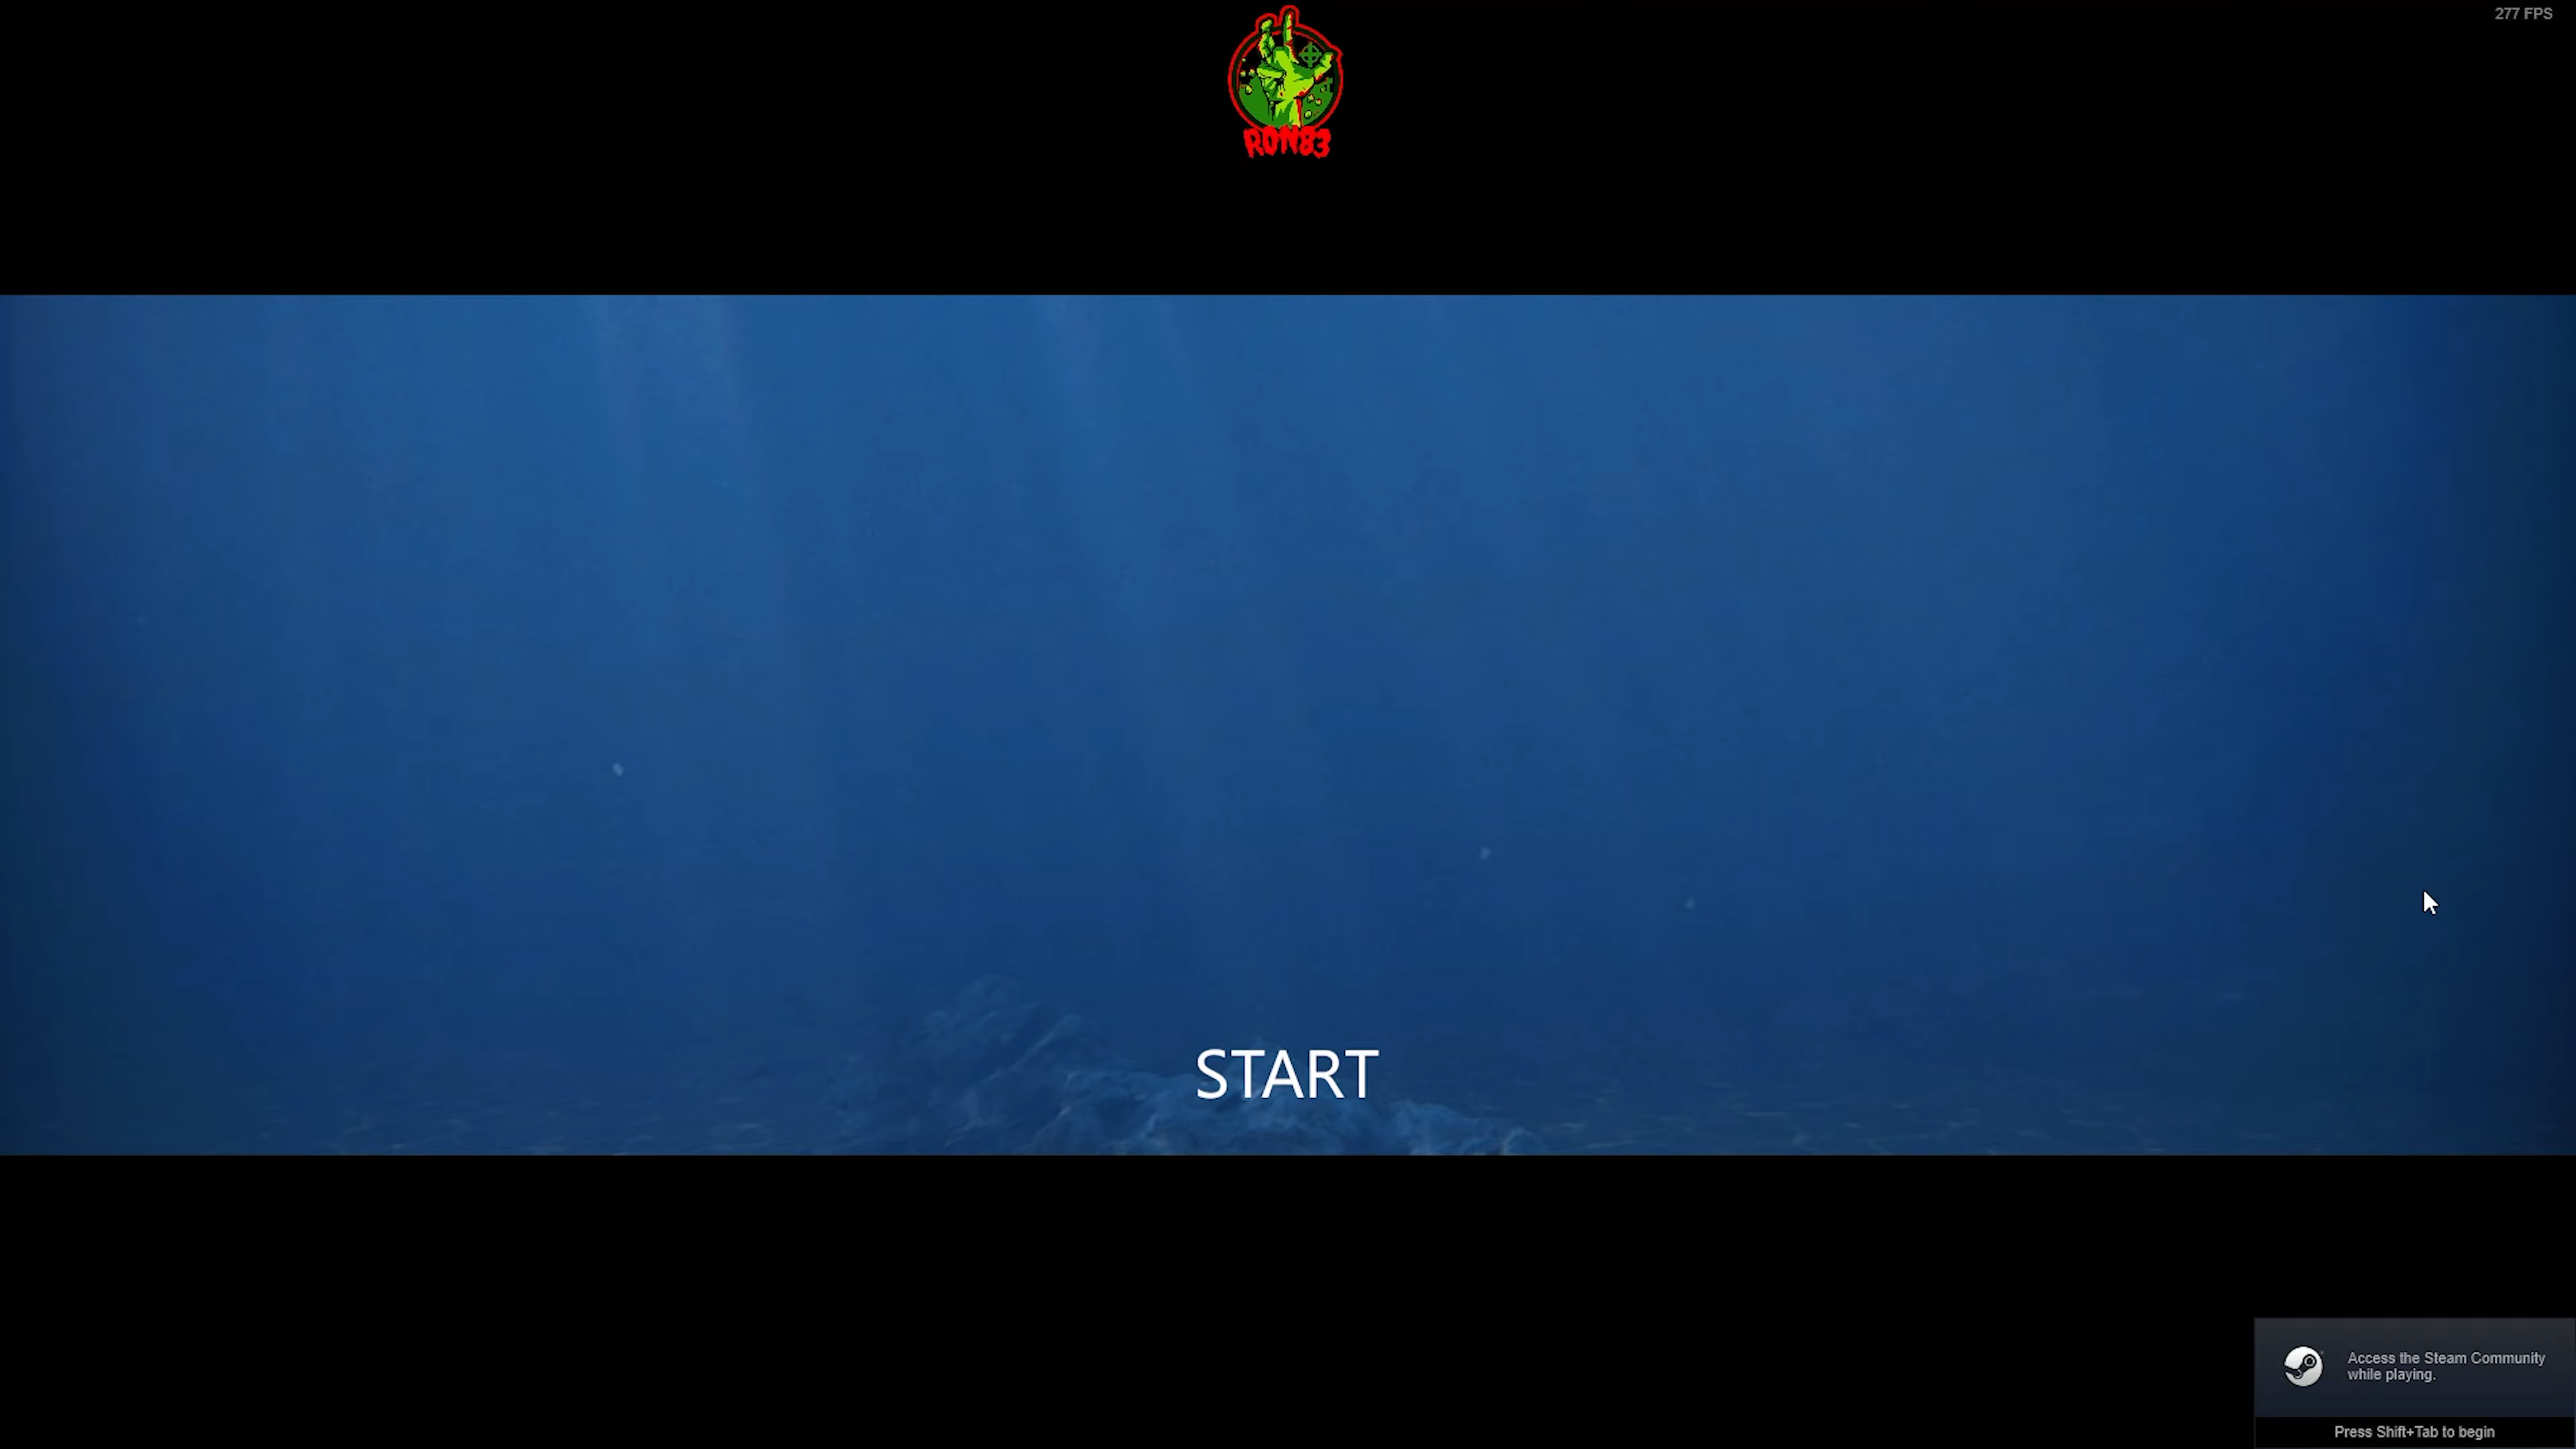 277 FPS
RON83
START
Access the Steam Community
while playing.
Press Shift+Tab to begin